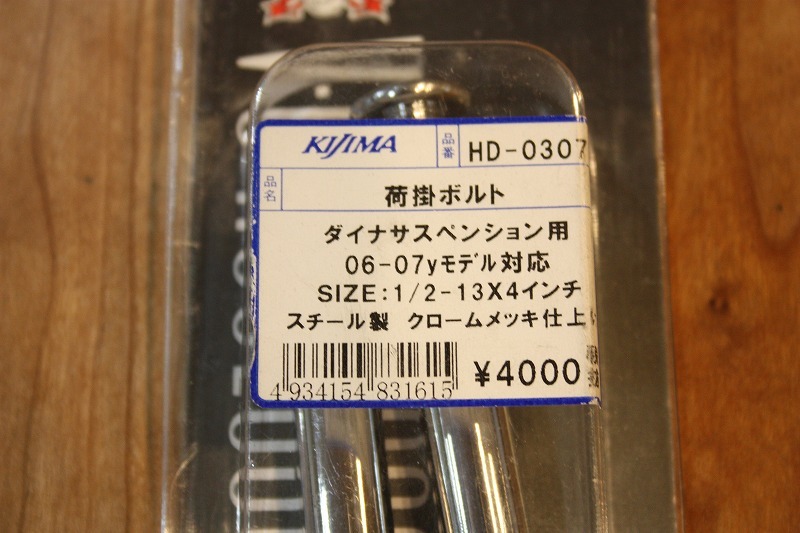 KIJIMA
品番 HD-0307
品名 荷掛ボルト
ダイナサスペンション用
06-07yモデル対応
SIZE:1/2-13X4インチ
スチール製 クロームメッキ仕上
4 934154 831615
¥4000